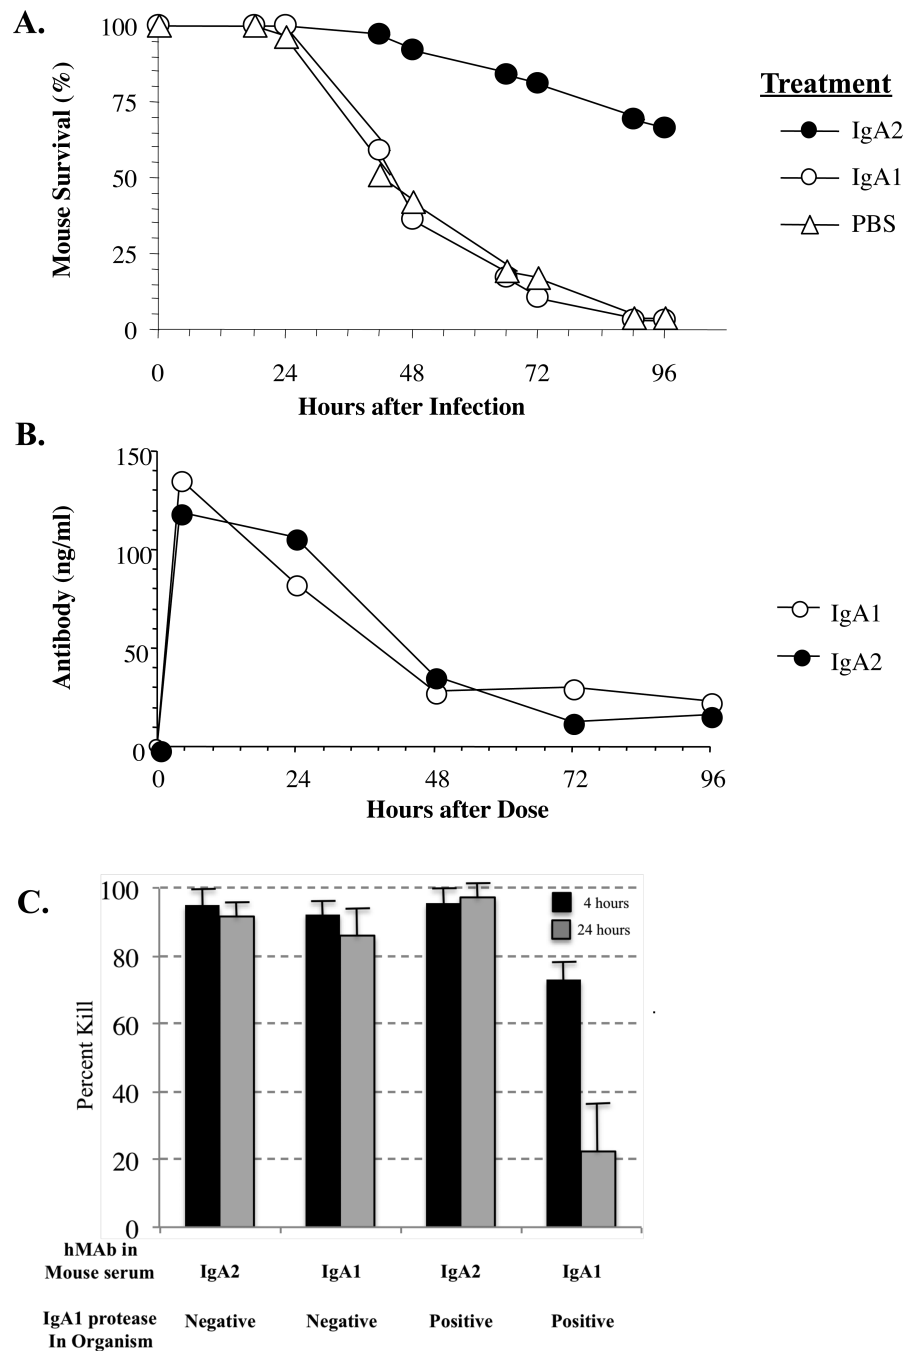 A.
Mouse Survival (%)
100
75
50
25
0
0 24 48 72 96
Hours after Infection
Treatment
IgA2
IgA1
PBS
B.
Antibody (ng/ml)
150
100
50
0
0 24 48 72 96
Hours after Dose
IgA1
IgA2
C.
Percent Kill
100
80
60
40
20
0
4 hours
24 hours
hMAb in
Mouse serum IgA2 IgA1 IgA2 IgA1
IgA1 protease Negative Negative Positive Positive
In Organism